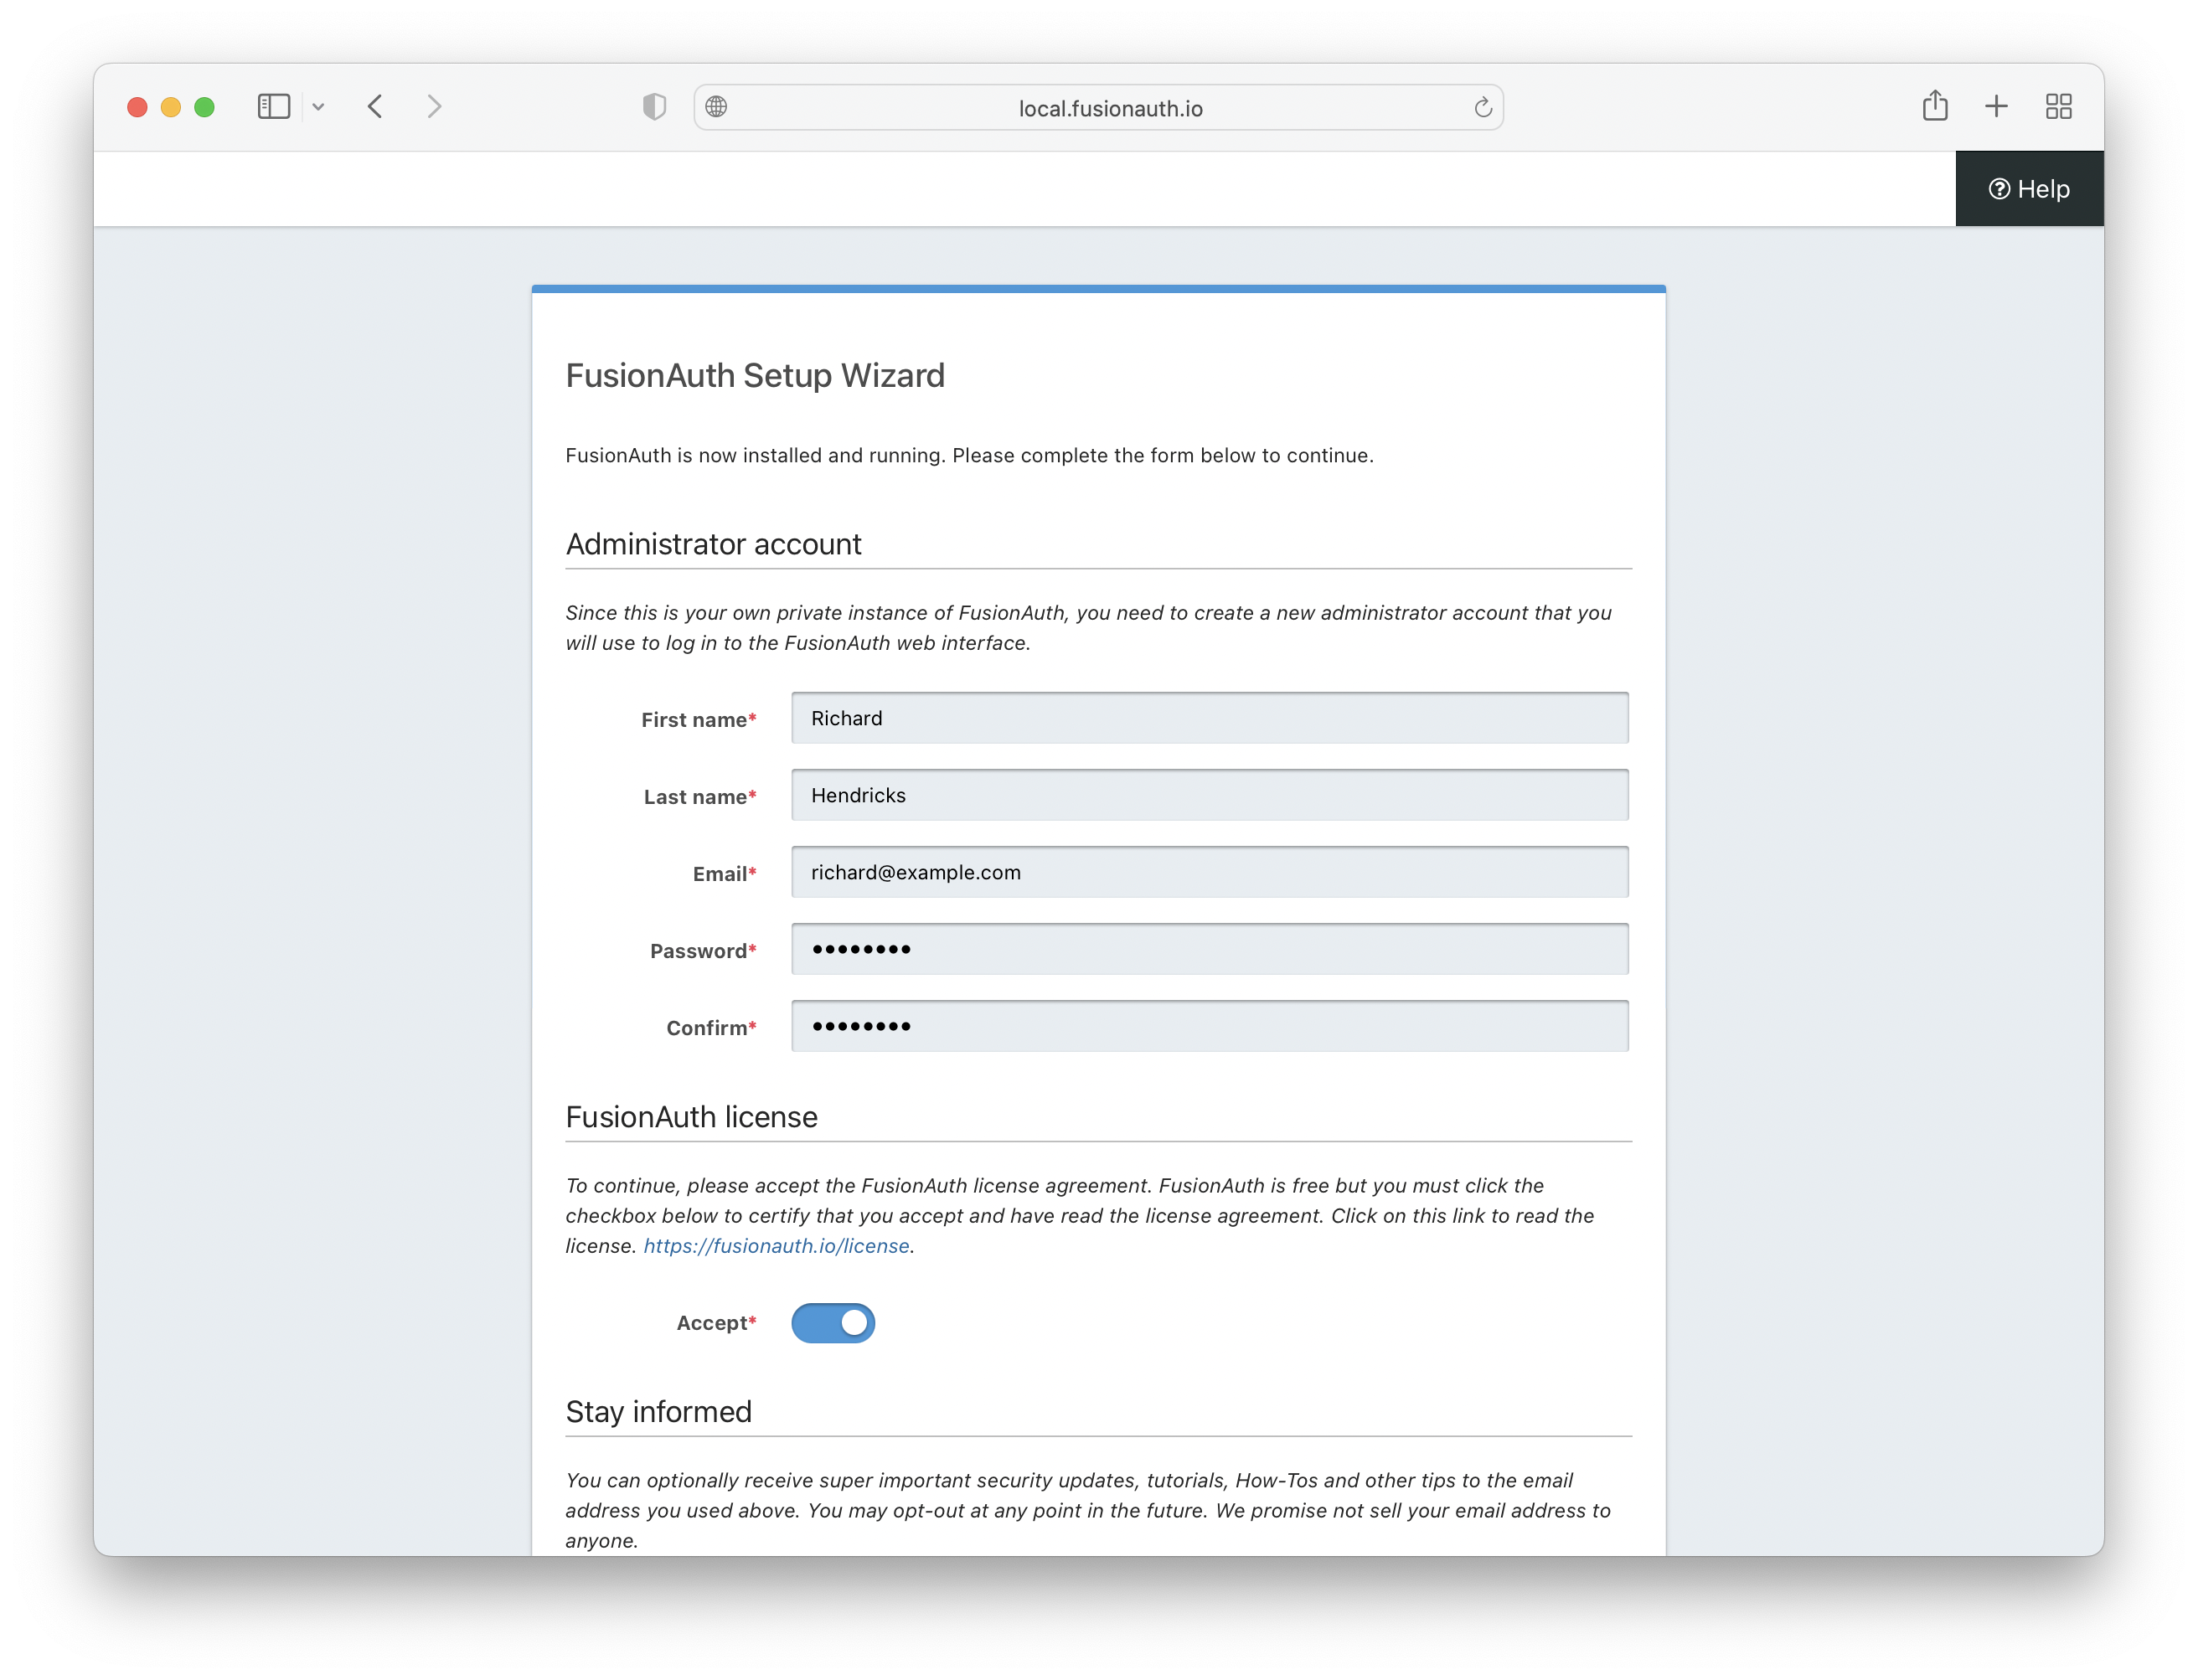 local.fusionauth.io
Help
FusionAuth Setup Wizard
FusionAuth is now installed and running. Please complete the form below to continue.
Administrator account
Since this is your own private instance of FusionAuth, you need to create a new administrator account that you
will use to log in to the FusionAuth web interface.
First name* Richard
Last name* Hendricks
Email* richard@example.com
Password* ••••••••
Confirm* ••••••••
FusionAuth license
To continue, please accept the FusionAuth license agreement. FusionAuth is free but you must click the
checkbox below to certify that you accept and have read the license agreement. Click on this link to read the
license. https://fusionauth.io/license.
Accept*
Stay informed
You can optionally receive super important security updates, tutorials, How-Tos and other tips to the email
address you used above. You may opt-out at any point in the future. We promise not sell your email address to
anyone.